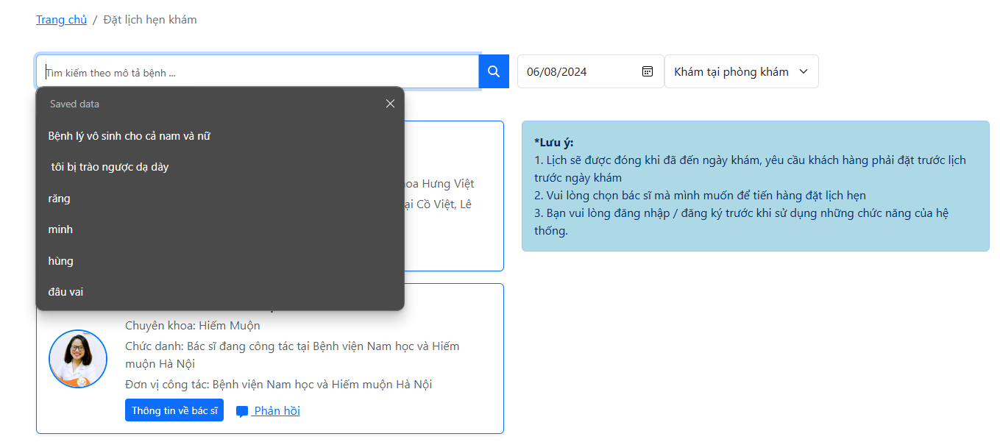 Trang chủ / Đặt lịch hẹn khám
Tìm kiếm theo mô tả bệnh ...
06/08/2024
Khám tại phòng khám
Saved data
Bệnh lý vô sinh cho cả nam và nữ
tôi bị trào ngược dạ dày
răng
minh
hùng
đâu vai
khoa Hưng Việt
Đại Cồ Việt, Lê
*Lưu ý:
1. Lịch sẽ được đóng khi đã đến ngày khám, yêu cầu khách hàng phải đặt trước lịch
trước ngày khám
2. Vui lòng chọn bác sĩ mà mình muốn để tiến hàng đặt lịch hẹn
3. Bạn vui lòng đăng nhập / đăng ký trước khi sử dụng những chức năng của hệ
thống.
Chuyên khoa: Hiếm Muộn
Chức danh: Bác sĩ đang công tác tại Bệnh viện Nam học và Hiếm
muộn Hà Nội
Đơn vị công tác: Bệnh viện Nam học và Hiếm muộn Hà Nội
Thông tin về bác sĩ
Phản hồi